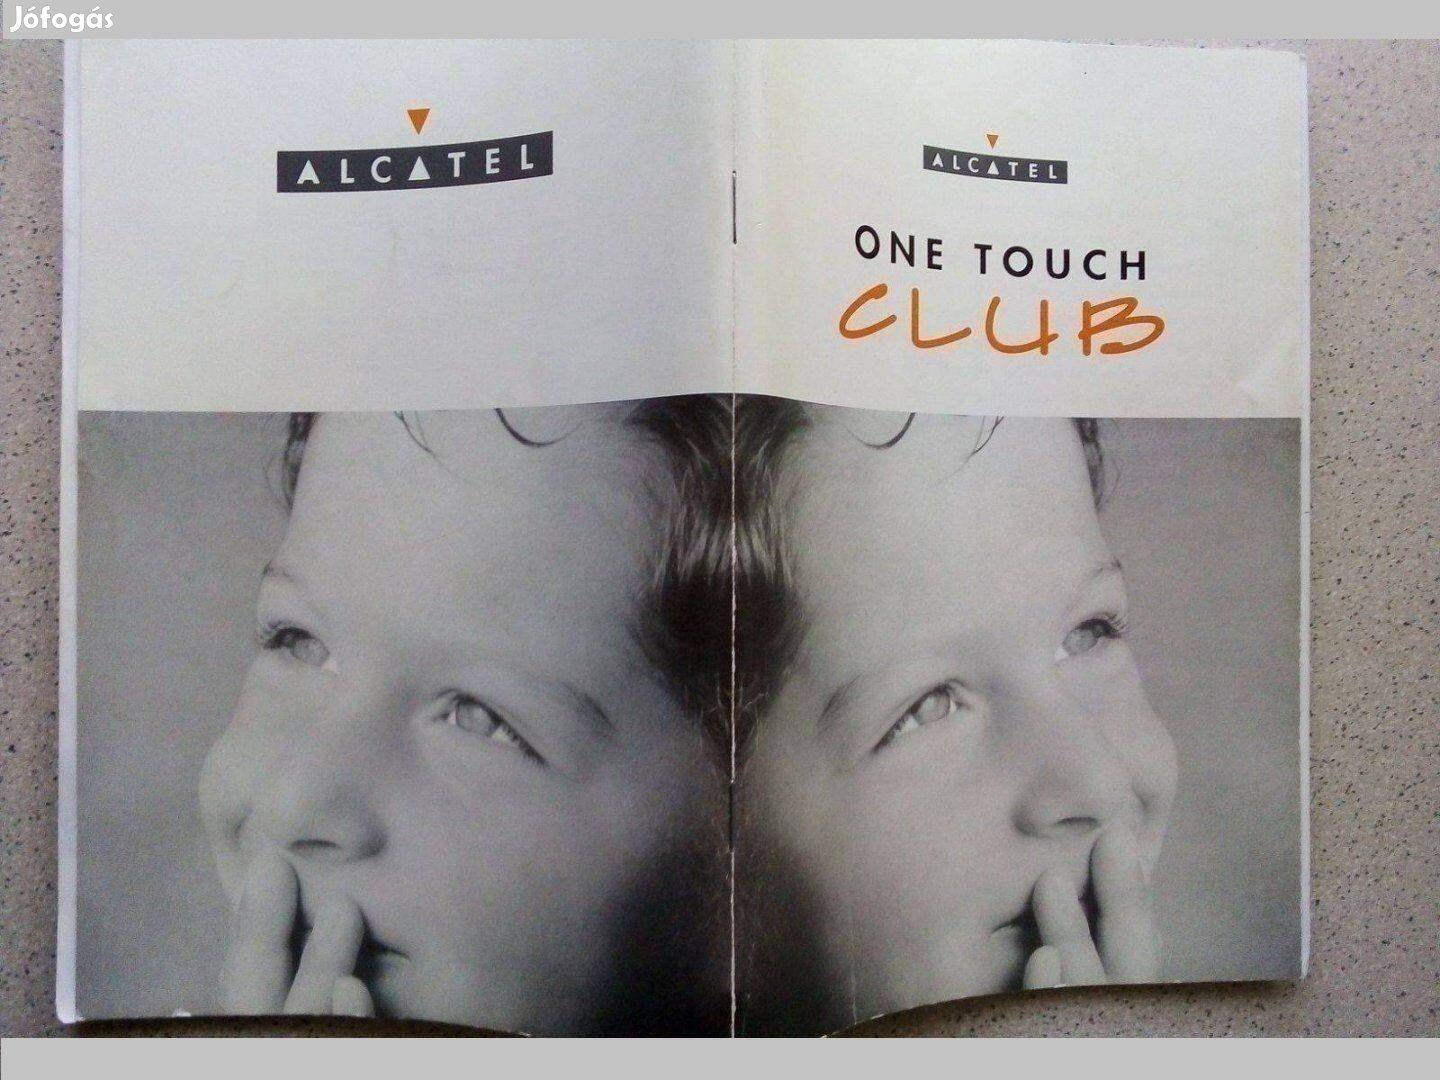 Jófogás
ALCATEL
ALCATEL
ONE TOUCH
CLUB